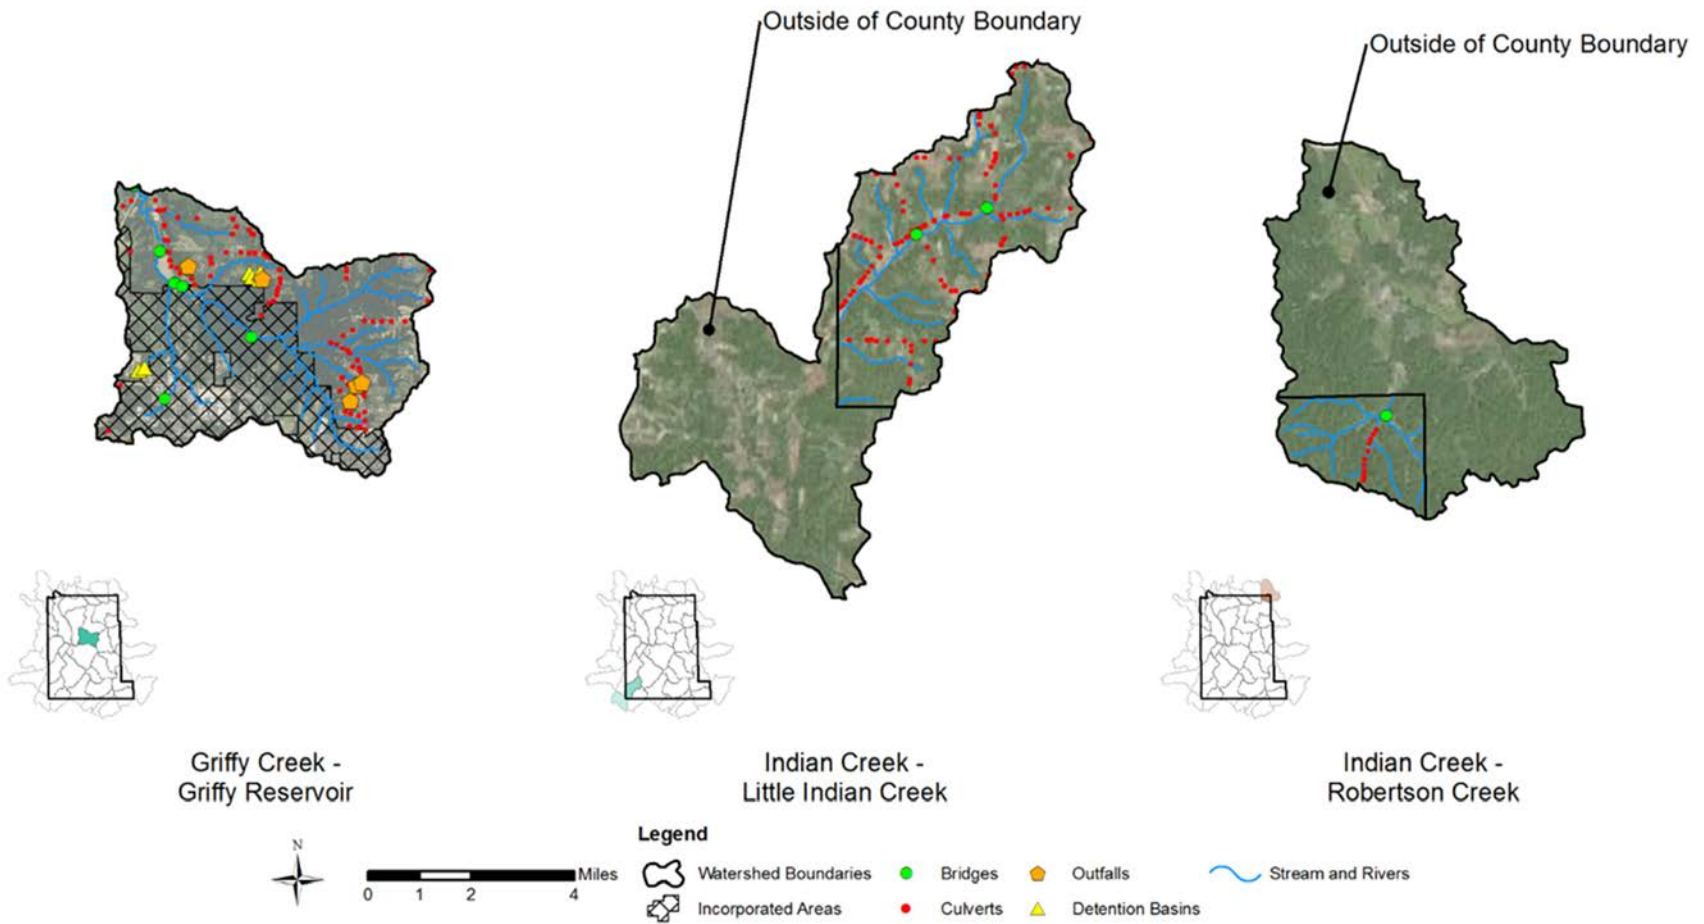 Outside of County Boundary
Outside of County Boundary
Griffy Creek -
Griffy Reservoir
Indian Creek -
Little Indian Creek
Indian Creek -
Robertson Creek
N
Miles
0 1 2 4
Legend
Watershed Boundaries
Bridges
Outfalls
Stream and Rivers
Incorporated Areas
Culverts
Detention Basins